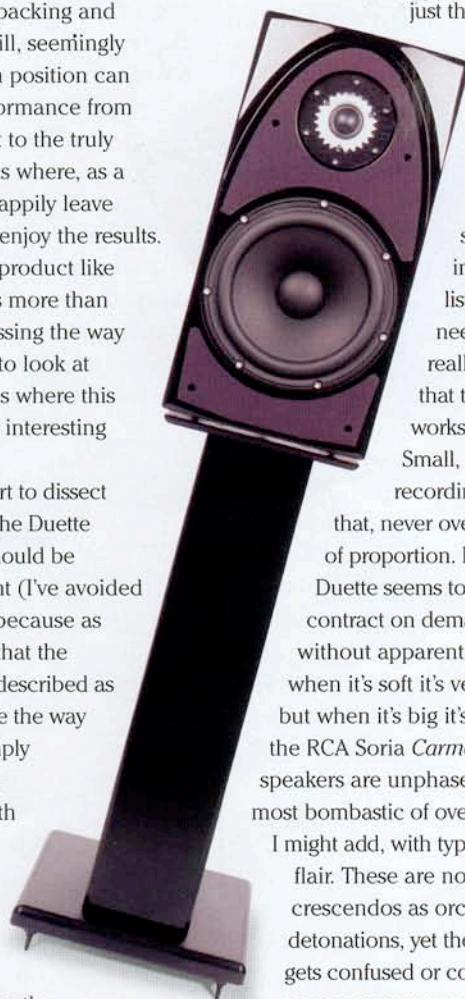 packing and
ill, seemingly
n position can
ormance from
t to the truly
s where, as a
appily leave
enjoy the results.
product like
s more than
ssing the way
to look at
s where this
interesting
rt to dissect
he Duette
ould be
nt (I've avoided
because as
hat the
described as
e the way
ply
th
just th
s
in
lis
nee
reall
that t
works
Small,
recordin
that, never ove
of proportion.
Duette seems to
contract on dema
without apparent
when it's soft it's ve
but when it's big it's
the RCA Soria Carme
speakers are unphase
most bombastic of ove
I might add, with typ
flair. These are no
crescendos as orc
detonations, yet the
gets confused or co